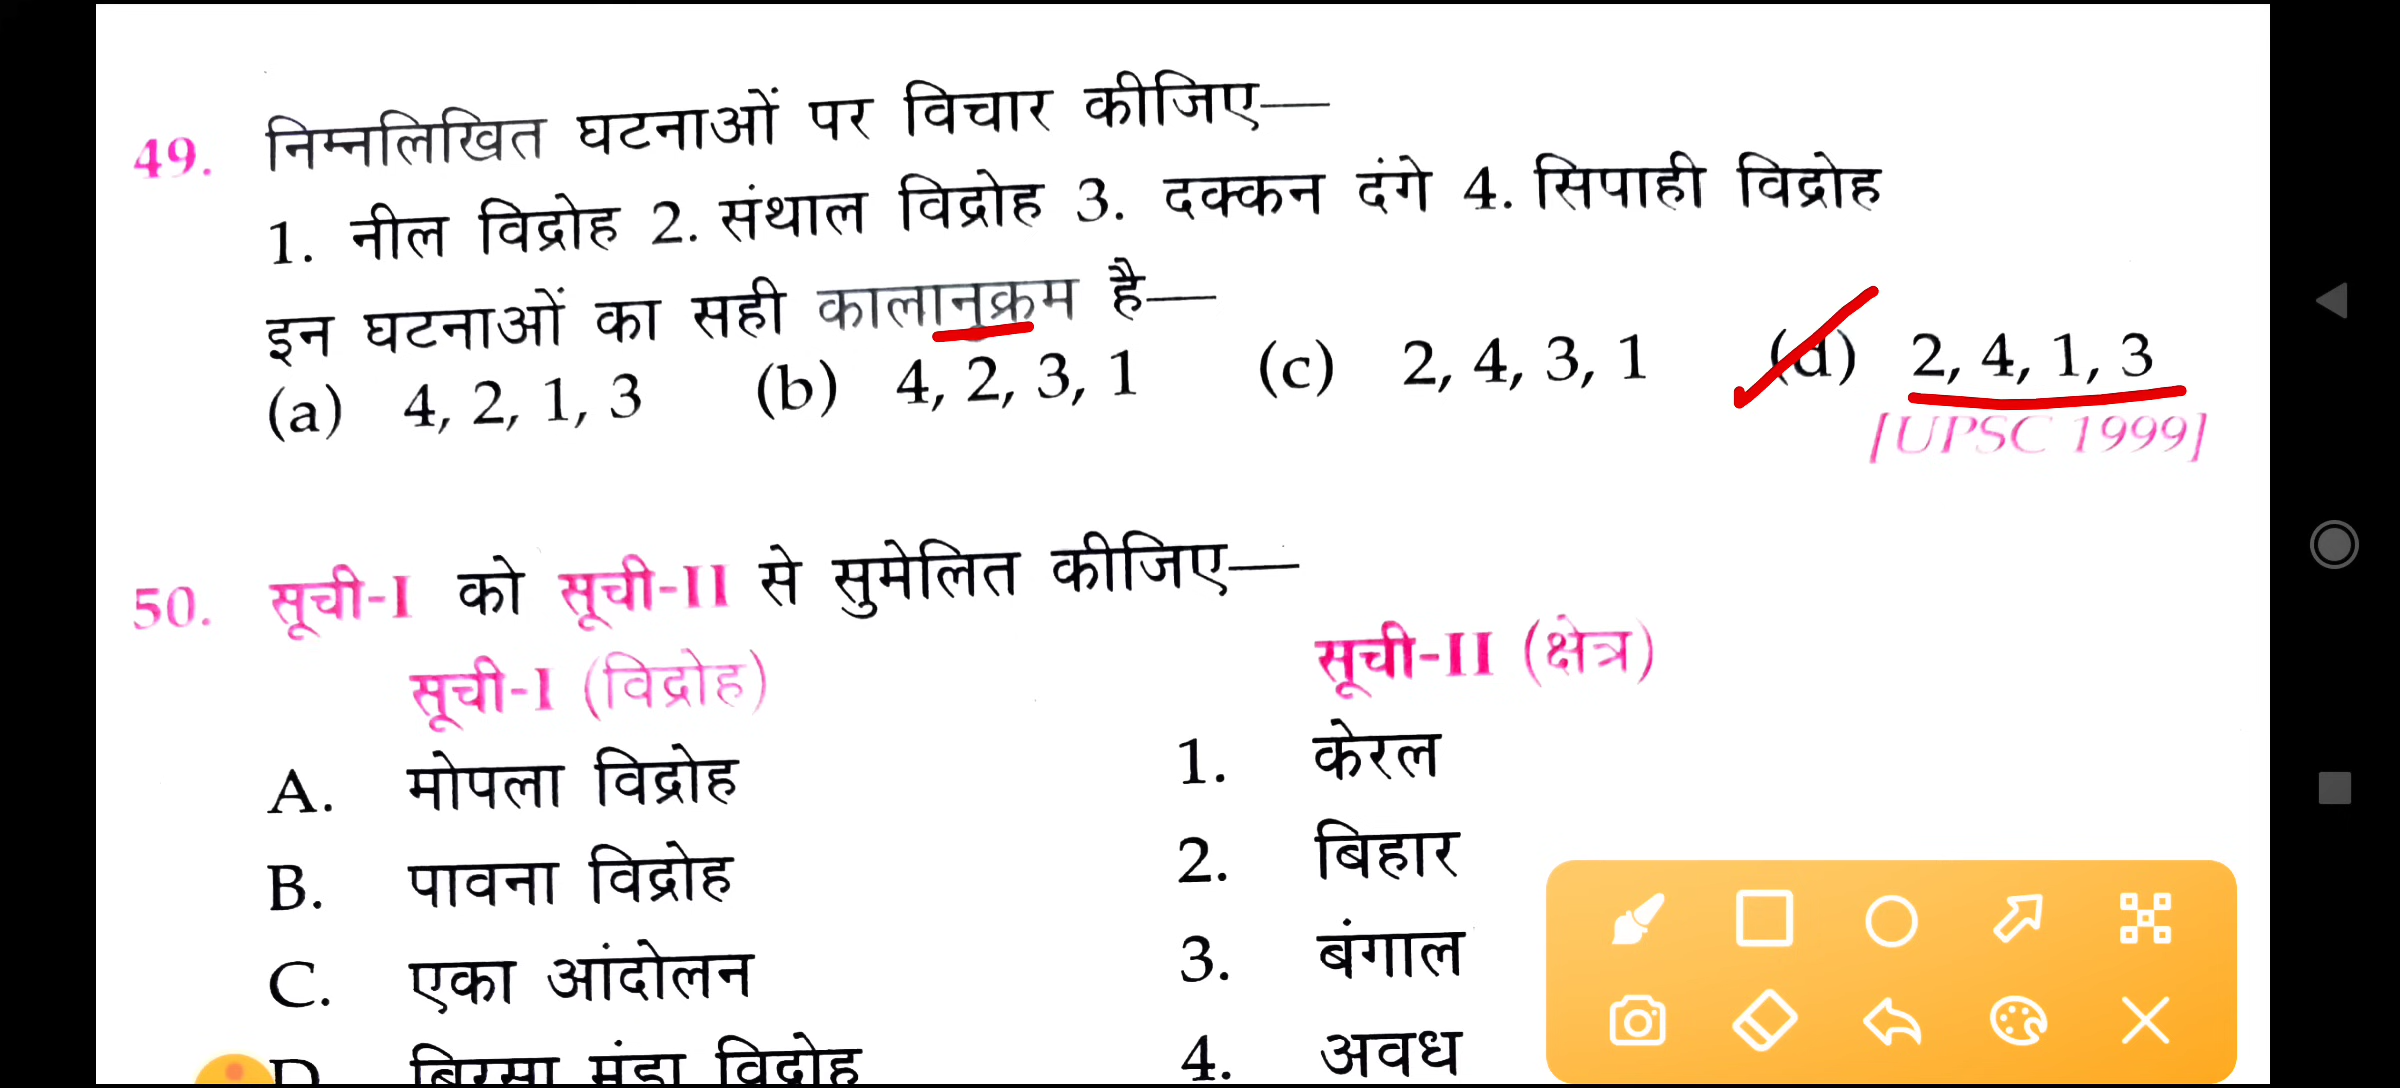 49. निम्नलिखित घटनाओं पर विचार कीजिए—
1. नील विद्रोह 2. संथाल विद्रोह 3. दक्कन दंगे 4. सिपाही विद्रोह
इन घटनाओं का सही कालानुक्रम है—
(a) 4, 2, 1, 3 (b) 4, 2, 3, 1 (c) 2, 4, 3, 1 (d) 2, 4, 1, 3
[UPSC 1999]
50. सूची-I को सूची-II से सुमेलित कीजिए—
सूची-I (विद्रोह) सूची-II (क्षेत्र)
A. मोपला विद्रोह 1. केरल
B. पावना विद्रोह 2. बिहार
C. एका आंदोलन 3. बंगाल
D. बिरसा मुंडा विद्रोह 4. अवध